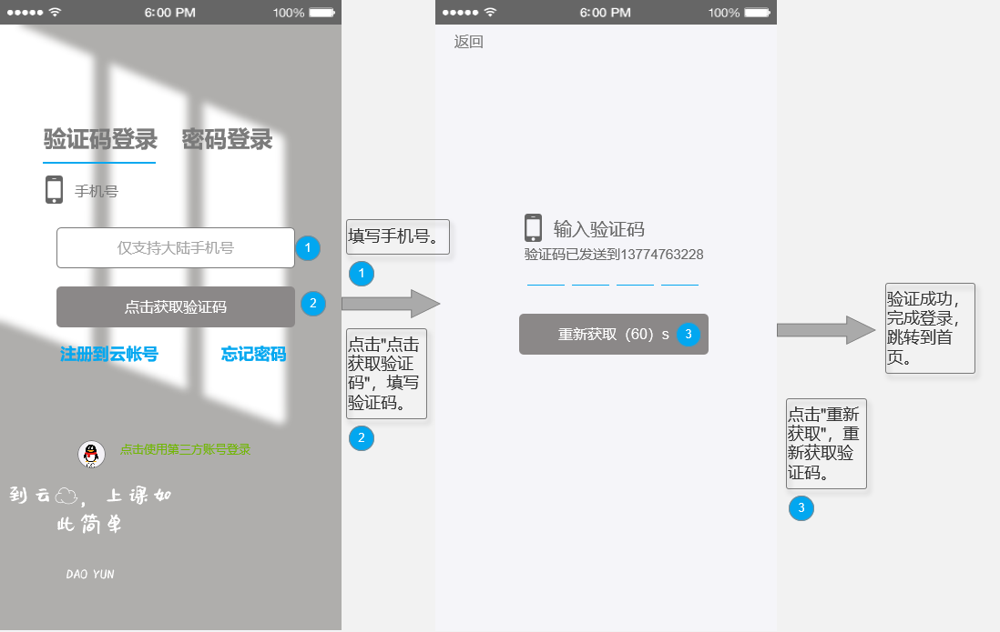 6:00 PM
100%
验证码登录
密码登录
手机号
仅支持大陆手机号
1
点击获取验证码
2
注册到云帐号
忘记密码
点击使用第三方账号登录
到云，上课如
此简单
DAO YUN
填写手机号。
1
点击"点击
获取验证
码"，填写
验证码。
2
6:00 PM
100%
返回
输入验证码
验证码已发送到13774763228
重新获取（60）s
3
点击"重新
获取"，重
新获取验
证码。
3
验证成功，
完成登录，
跳转到首
页。